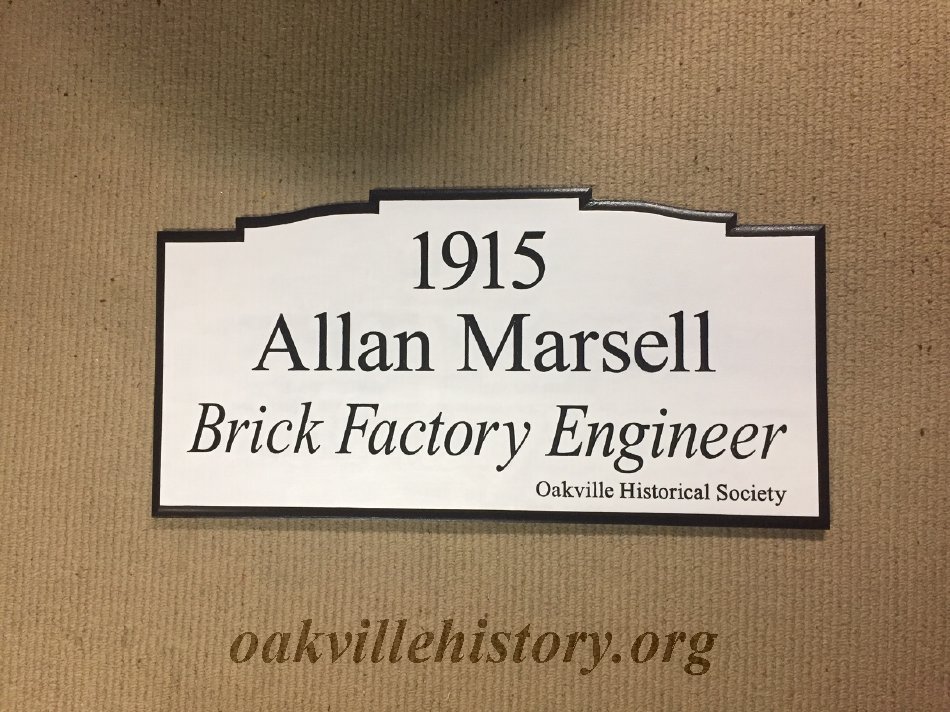 1915
Allan Marsell
Brick Factory Engineer
Oakville Historical Society
oakvillehistory.org